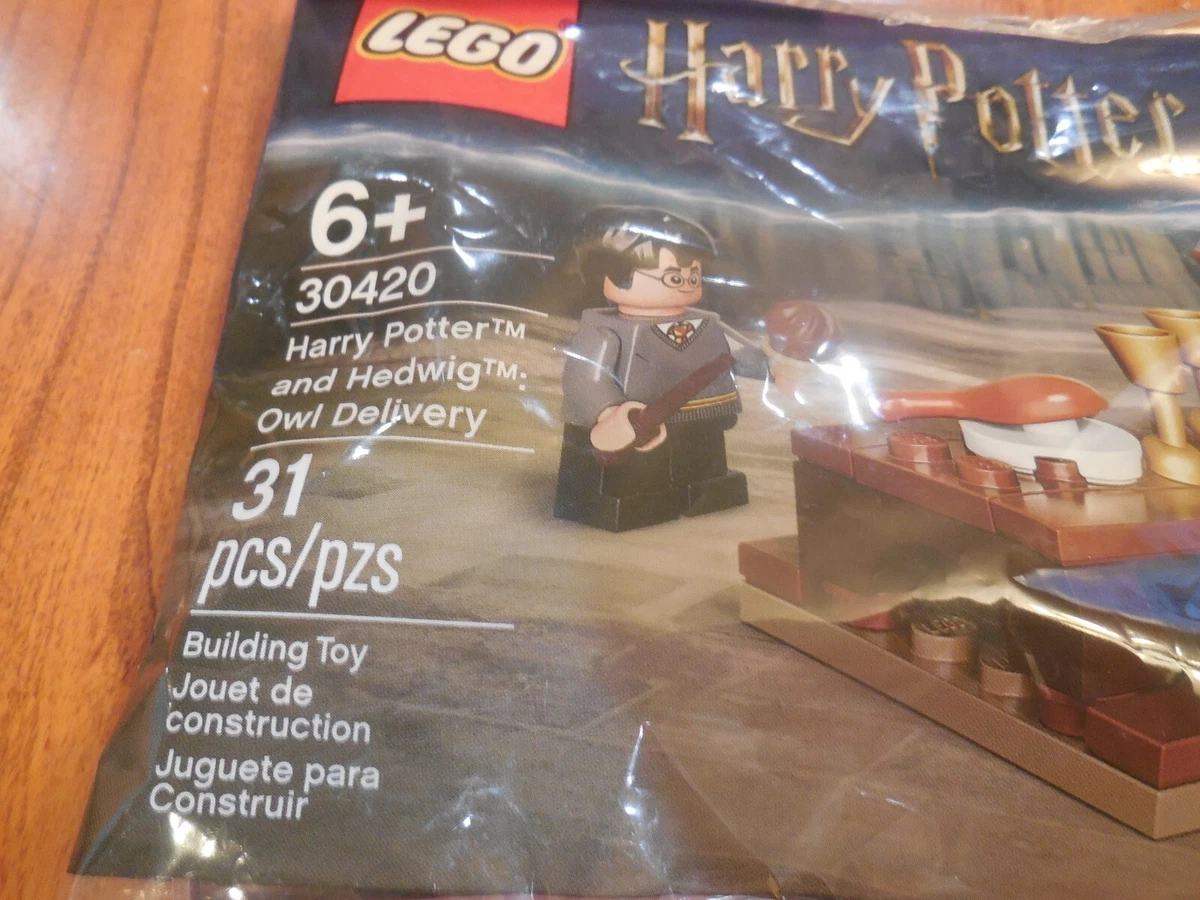 LEGO
Harry Potter
6+
30420
Harry Potter™
and Hedwig™:
Owl Delivery
31
pcs/pzs
Building Toy
Jouet de
construction
Juguete para
Construir